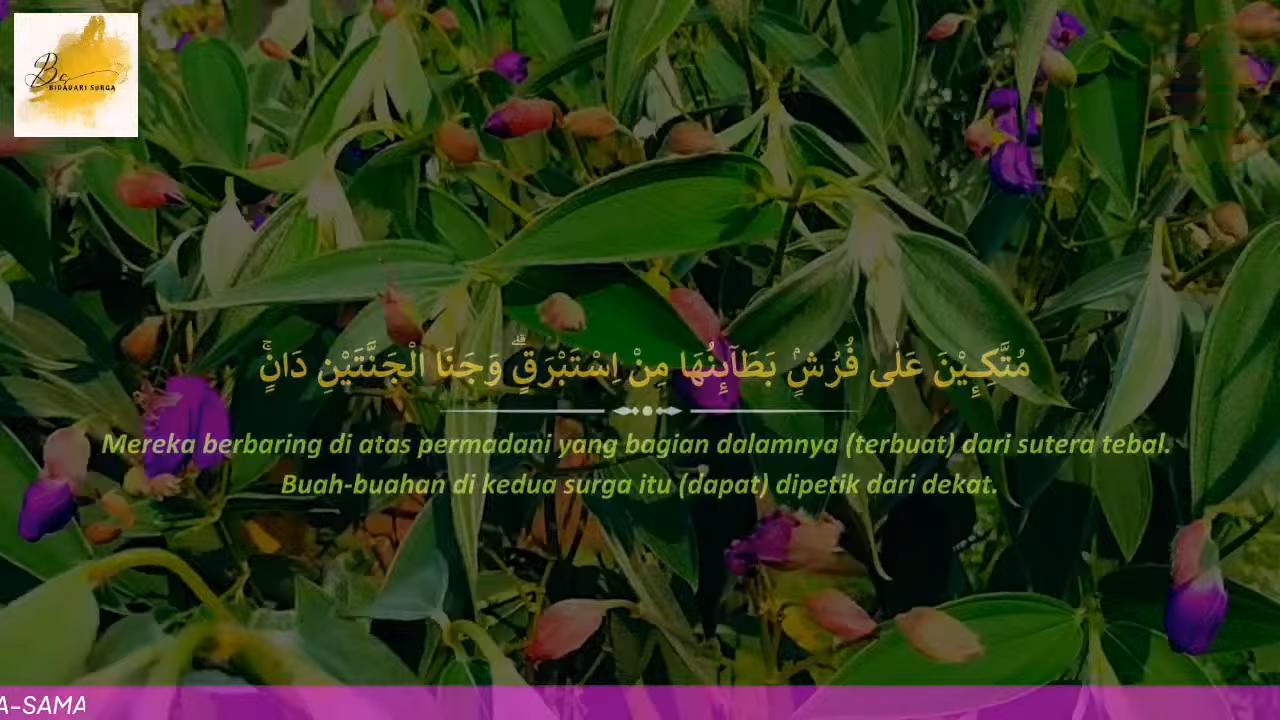 Bs
BIDADARI SURGA
مُتَّكِـِٕيْنَ عَلٰى فُرُشٍۢ بَطَاۤىِٕنُهَا مِنْ اِسْتَبْرَقٍۗ وَجَنَا الْجَنَّتَيْنِ دَانٍۚ
Mereka berbaring di atas permadani yang bagian dalamnya (terbuat) dari sutera tebal.
Buah-buahan di kedua surga itu (dapat) dipetik dari dekat.
A-SAMA